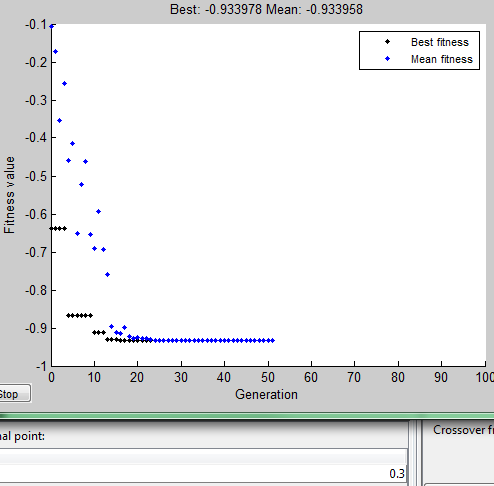 Best: -0.933978 Mean: -0.933958
-0.1
-0.2
-0.3
-0.4
-0.5
-0.6
-0.7
-0.8
-0.9
-1
Fitness value
Best fitness
Mean fitness
0 10 20 30 40 50 60 70 80 90 100
Generation
Stop
nal point:
Crossover fr
0.3